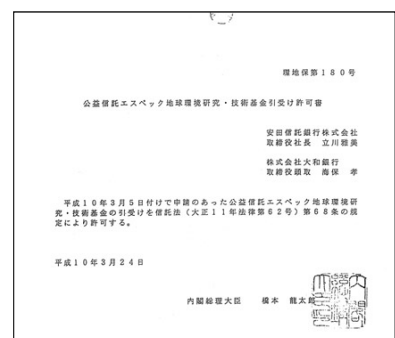 環地保第180号
公益信託エスペック地球環境研究・技術基金引受け許可書
安田信託銀行株式会社
取締役社長 立川雅美
株式会社大和銀行
取締役頭取 海保 孝
平成10年3月5日付けで申請のあった公益信託エスペック地球環境研
究・技術基金の引受けを信託法(大正11年法律第62号)第68条の規
定により許可する。
平成10年3月24日
内閣総理大臣 橋本 龍太郎